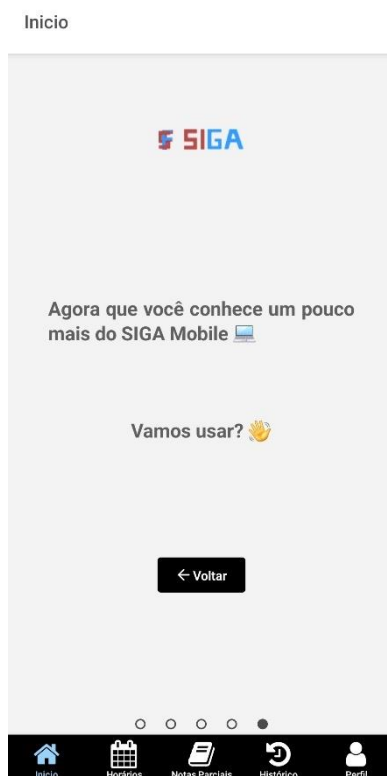 Inicio
SIGA
Agora que você conhece um pouco
mais do SIGA Mobile 💻
Vamos usar? 👋
← Voltar
Inicio Horários Notas Parciais Histórico Perfil